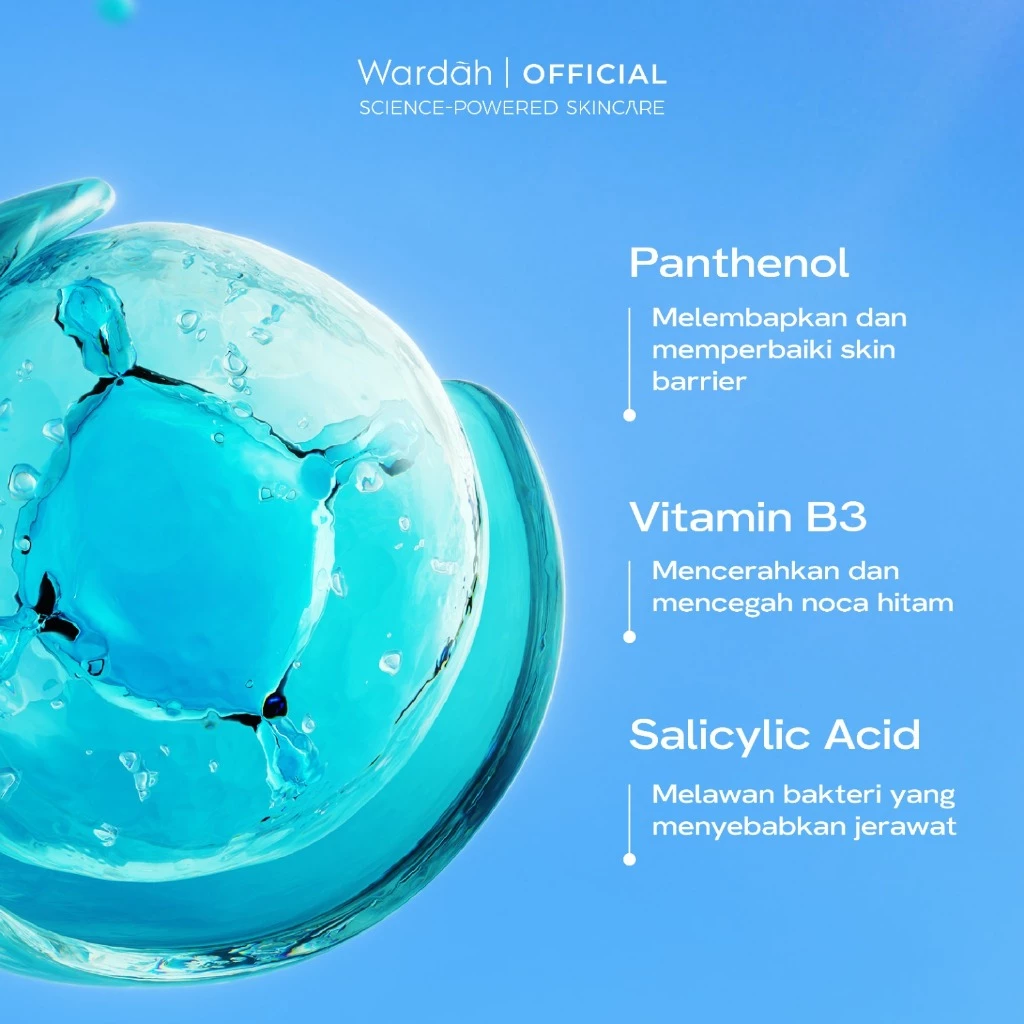 Wardah | OFFICIAL
SCIENCE-POWERED SKINCARE
Panthenol
Melembapkan dan
memperbaiki skin
barrier
Vitamin B3
Mencerahkan dan
mencegah noca hitam
Salicylic Acid
Melawan bakteri yang
menyebabkan jerawat